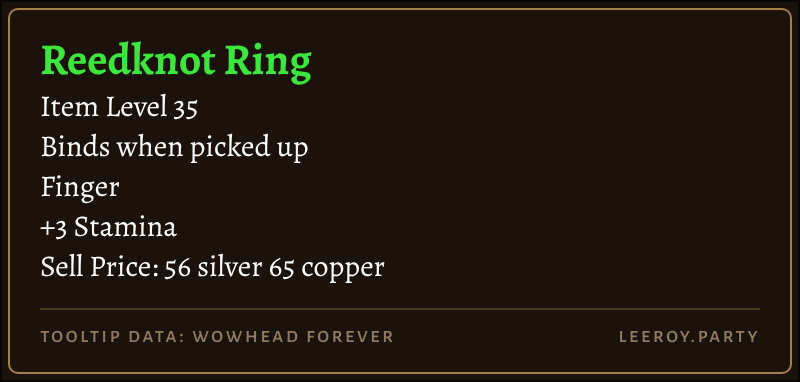 Reedknot Ring
Item Level 35
Binds when picked up
Finger
+3 Stamina
Sell Price: 56 silver 65 copper
TOOLTIP DATA: WOWHEAD FOREVER
LEEROY.PARTY